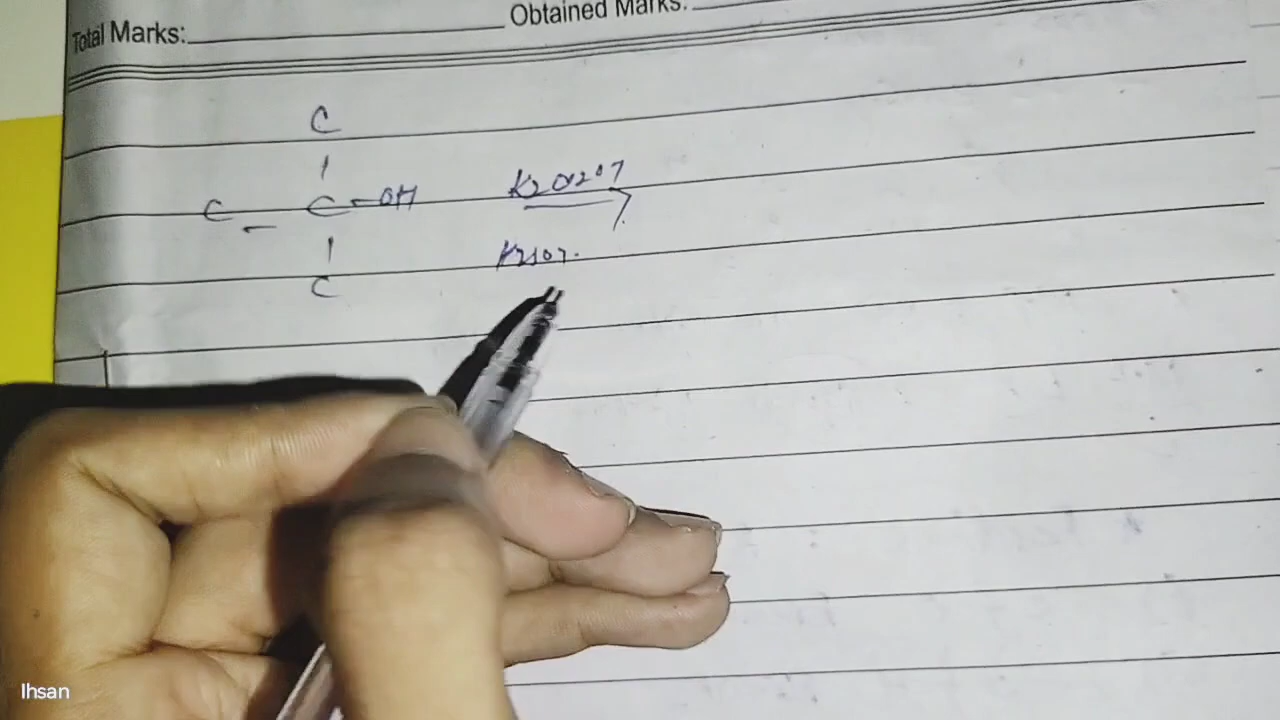 Total Marks: Obtained Marks:
C
C - C - OH K2Cr2O7
H2SO4
C
Ihsan